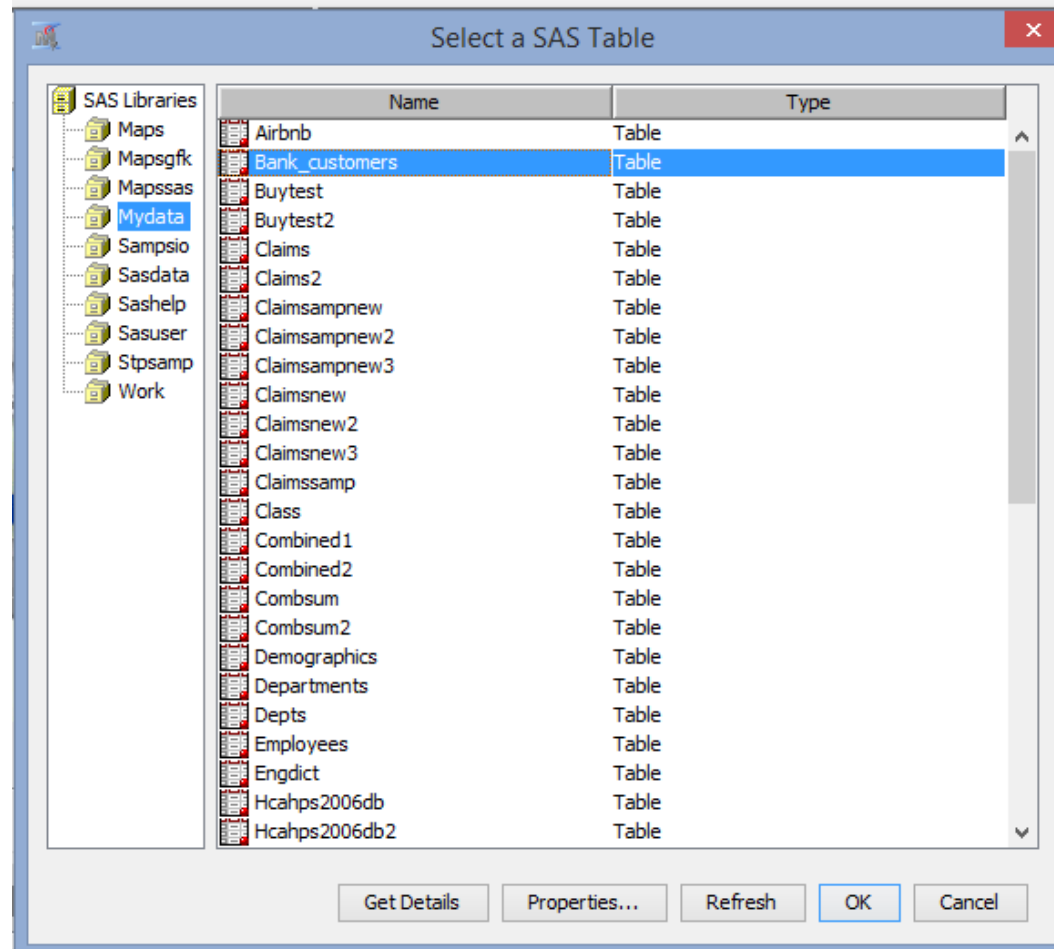 Select a SAS Table
SAS Libraries
Maps
Mapsgfk
Mapssas
Mydata
Sampsio
Sasdata
Sashelp
Sasuser
Stpsamp
Work
Name Type
Airbnb Table
Bank_customers Table
Buytest Table
Buytest2 Table
Claims Table
Claims2 Table
Claimsampnew Table
Claimsampnew2 Table
Claimsampnew3 Table
Claimsnew Table
Claimsnew2 Table
Claimsnew3 Table
Claimssamp Table
Class Table
Combined1 Table
Combined2 Table
Combsum Table
Combsum2 Table
Demographics Table
Departments Table
Depts Table
Employees Table
Engdict Table
Hcahps2006db Table
Hcahps2006db2 Table
Get Details Properties... Refresh OK Cancel